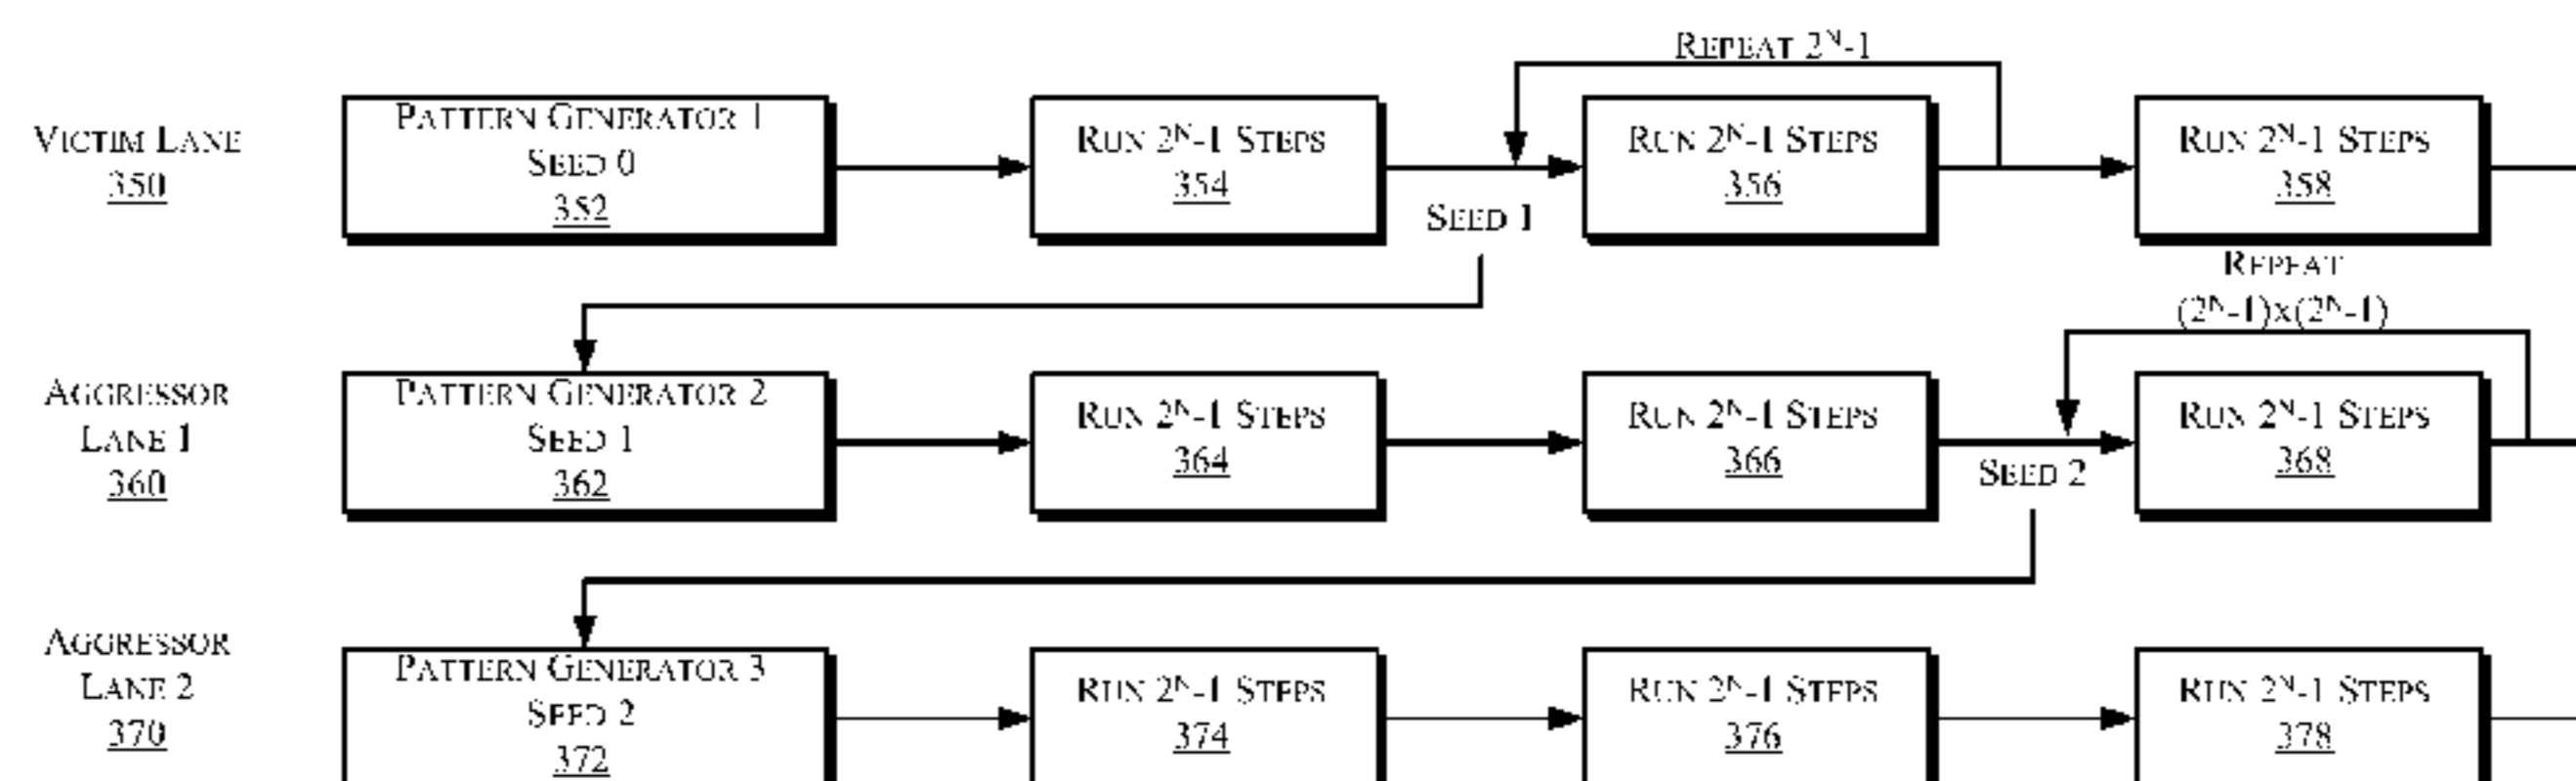 REPEAT 2ᴺ-1
VICTIM LANE
350
PATTERN GENERATOR 1
SEED 0
352
RUN 2ᴺ-1 STEPS
354
SEED 1
RUN 2ᴺ-1 STEPS
356
RUN 2ᴺ-1 STEPS
358
REPEAT
(2ᴺ-1)x(2ᴺ-1)
AGGRESSOR
LANE 1
360
PATTERN GENERATOR 2
SEED 1
362
RUN 2ᴺ-1 STEPS
364
RUN 2ᴺ-1 STEPS
366
SEED 2
RUN 2ᴺ-1 STEPS
368
AGGRESSOR
LANE 2
370
PATTERN GENERATOR 3
SEED 2
372
RUN 2ᴺ-1 STEPS
374
RUN 2ᴺ-1 STEPS
376
RUN 2ᴺ-1 STEPS
378